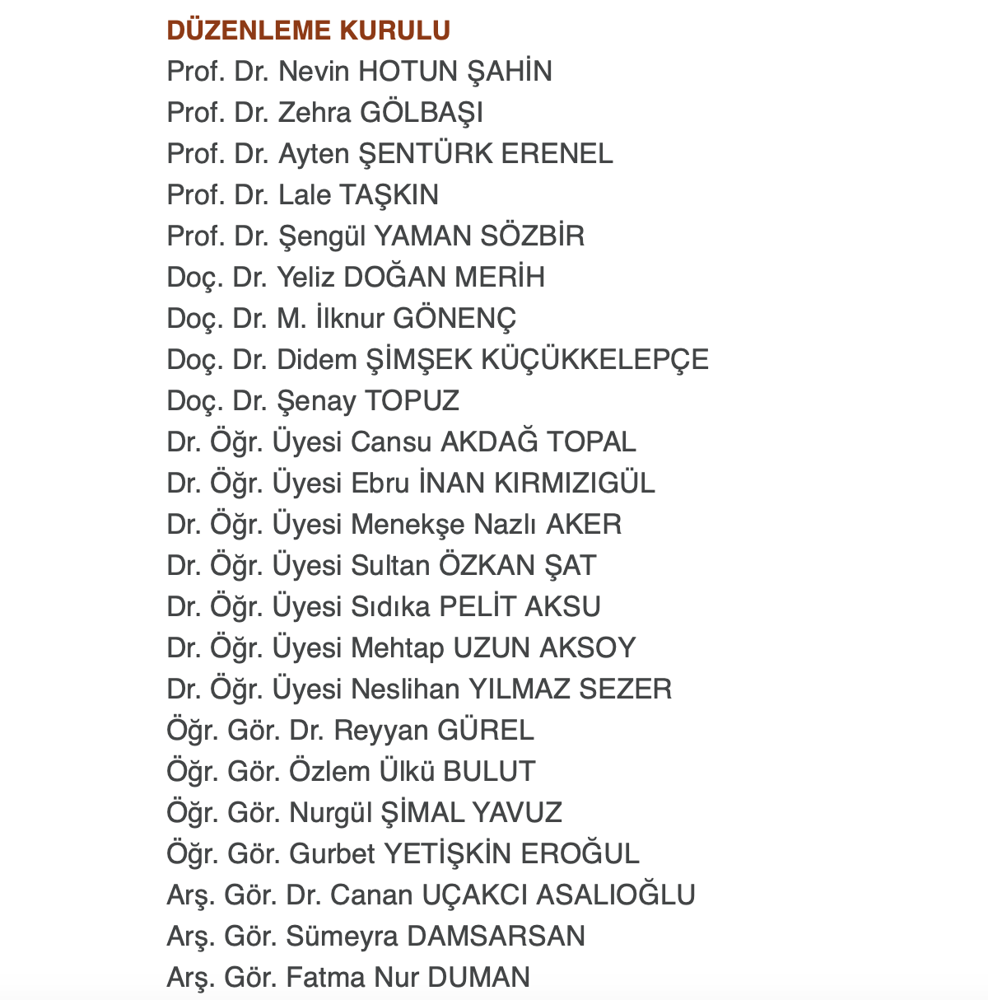 DÜZENLEME KURULU
Prof. Dr. Nevin HOTUN ŞAHİN
Prof. Dr. Zehra GÖLBAŞI
Prof. Dr. Ayten ŞENTÜRK ERENEL
Prof. Dr. Lale TAŞKIN
Prof. Dr. Şengül YAMAN SÖZBİR
Doç. Dr. Yeliz DOĞAN MERİH
Doç. Dr. M. İlknur GÖNENÇ
Doç. Dr. Didem ŞİMŞEK KÜÇÜKKELEPÇE
Doç. Dr. Şenay TOPUZ
Dr. Öğr. Üyesi Cansu AKDAĞ TOPAL
Dr. Öğr. Üyesi Ebru İNAN KIRMIZIGÜL
Dr. Öğr. Üyesi Menekşe Nazlı AKER
Dr. Öğr. Üyesi Sultan ÖZKAN ŞAT
Dr. Öğr. Üyesi Sıdıka PELİT AKSU
Dr. Öğr. Üyesi Mehtap UZUN AKSOY
Dr. Öğr. Üyesi Neslihan YILMAZ SEZER
Öğr. Gör. Dr. Reyyan GÜREL
Öğr. Gör. Özlem Ülkü BULUT
Öğr. Gör. Nurgül ŞİMAL YAVUZ
Öğr. Gör. Gurbet YETİŞKİN EROĞUL
Arş. Gör. Dr. Canan UÇAKCI ASALIOĞLU
Arş. Gör. Sümeyra DAMSARSAN
Arş. Gör. Fatma Nur DUMAN